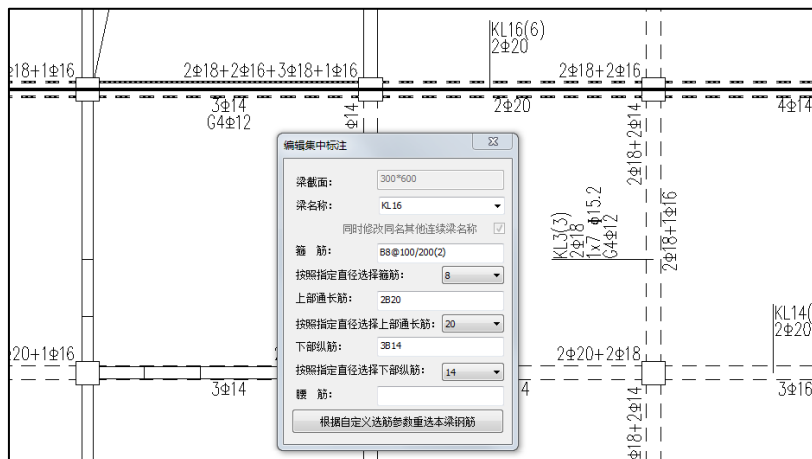 KL16(6)
2Φ20
2Φ18+1Φ16
2Φ18+2Φ16+3Φ18+1Φ16
2Φ18+2Φ16
3Φ14
G4Φ12
Φ14
2Φ20
4Φ14
编辑集中标注
梁截面:
300*600
梁名称:
KL16
同时修改同名其他连续梁名称
箍 筋:
B8@100/200(2)
按照指定直径选择箍筋:
8
上部通长筋:
2B20
按照指定直径选择上部通长筋:
20
下部纵筋:
3B14
按照指定直径选择下部纵筋:
14
腰 筋:
根据自定义选筋参数重选本梁钢筋
2Φ18+2Φ14
KL3(3)
2Φ18
1x7 ϕ15.2
G4Φ12
2Φ18+1Φ16
KL14(
2Φ20
Φ20+1Φ16
2Φ20+2Φ18
3Φ14
4
3Φ16
Φ18+2Φ14